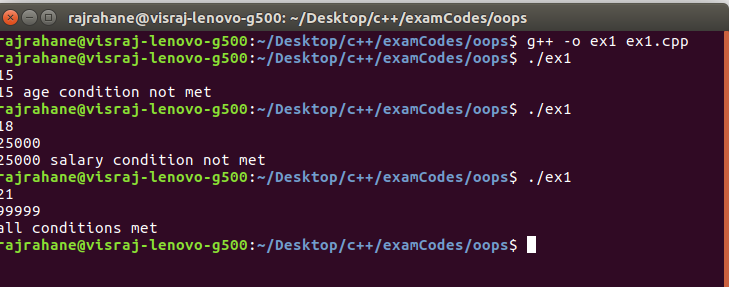 rajrahane@visraj-lenovo-g500: ~/Desktop/c++/examCodes/oops
rajrahane@visraj-lenovo-g500:~/Desktop/c++/examCodes/oops$ g++ -o ex1 ex1.cpp
rajrahane@visraj-lenovo-g500:~/Desktop/c++/examCodes/oops$ ./ex1
15
15 age condition not met
rajrahane@visraj-lenovo-g500:~/Desktop/c++/examCodes/oops$ ./ex1
18
25000
25000 salary condition not met
rajrahane@visraj-lenovo-g500:~/Desktop/c++/examCodes/oops$ ./ex1
21
99999
all conditions met
rajrahane@visraj-lenovo-g500:~/Desktop/c++/examCodes/oops$